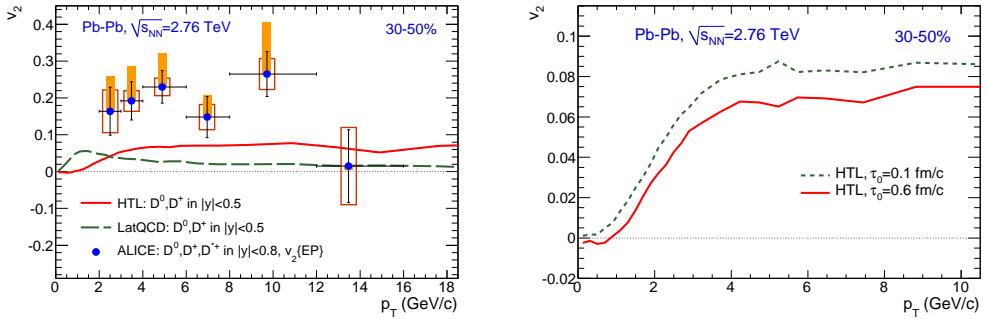 v₂
0.4
0.3
0.2
0.1
0
-0.1
-0.2
Pb-Pb, √s_NN=2.76 TeV
30-50%
HTL: D⁰,D⁺ in |y|<0.5
LatQCD: D⁰,D⁺ in |y|<0.5
ALICE: D⁰,D⁺,D*⁺ in |y|<0.8, v₂{EP}
0 2 4 6 8 10 12 14 16 18
p_T (GeV/c)
v₂
0.1
0.08
0.06
0.04
0.02
0
-0.02
Pb-Pb, √s_NN=2.76 TeV
30-50%
HTL, τ₀=0.1 fm/c
HTL, τ₀=0.6 fm/c
0 2 4 6 8 10
p_T (GeV/c)